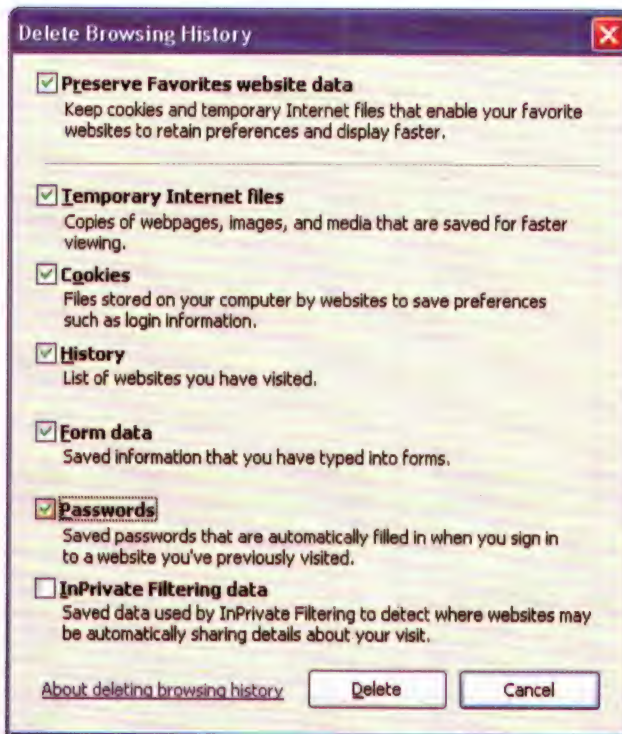 Delete Browsing History
Preserve Favorites website data
Keep cookies and temporary Internet files that enable your favorite
websites to retain preferences and display faster.
Temporary Internet files
Copies of webpages, images, and media that are saved for faster
viewing.
Cookies
Files stored on your computer by websites to save preferences
such as login information.
History
List of websites you have visited.
Form data
Saved information that you have typed into forms.
Passwords
Saved passwords that are automatically filled in when you sign in
to a website you've previously visited.
InPrivate Filtering data
Saved data used by InPrivate Filtering to detect where websites may
be automatically sharing details about your visit.
About deleting browsing history Delete Cancel